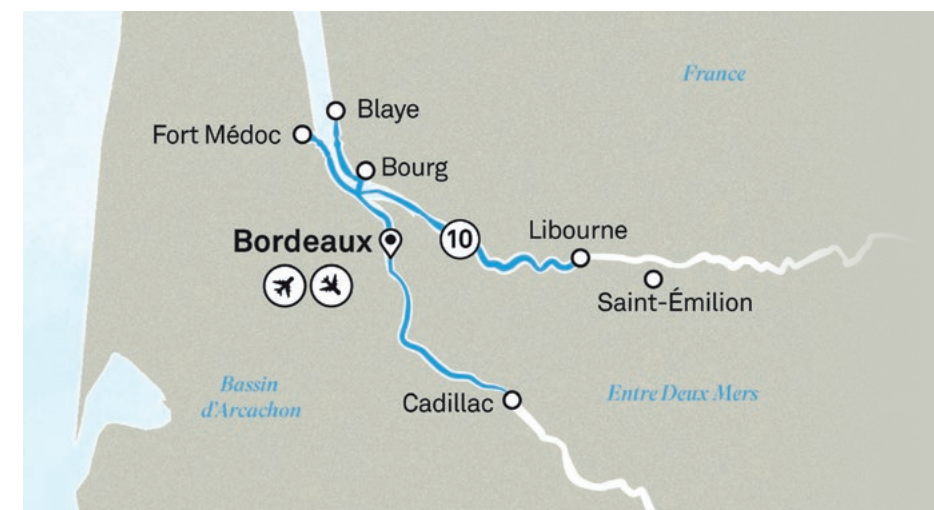 France
Blaye
Fort Médoc
Bourg
Libourne
Bordeaux
10
Saint-Émilion
Bassin
d'Arcachon
Entre Deux Mers
Cadillac